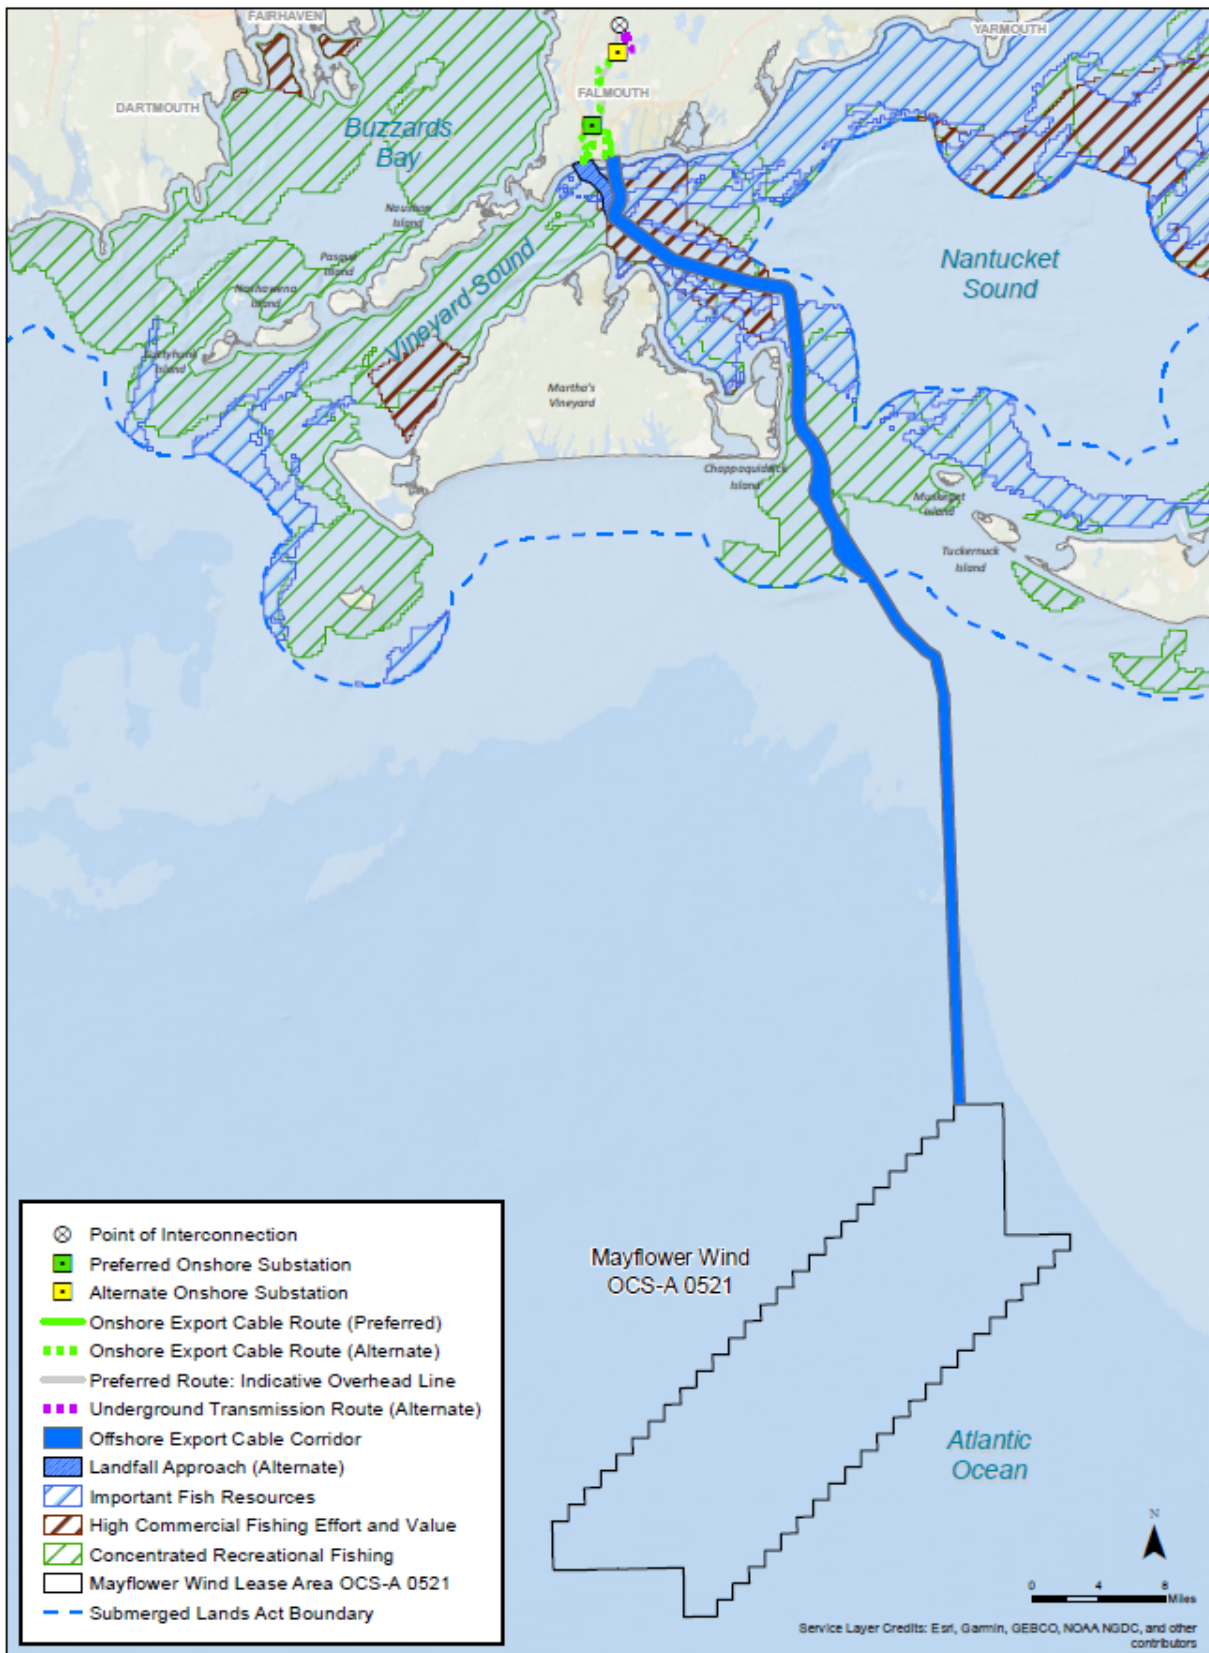 FAIRHAVEN
YARMOUTH
DARTMOUTH
FALMOUTH
Buzzards
Bay
Naushon
Island
Pasque
Island
Nashawena
Island
Cuttyhunk
Island
Vineyard Sound
Nantucket
Sound
Martha's
Vineyard
Chappaquiddick
Island
Muskeget
Island
Tuckernuck
Island
Mayflower Wind
OCS-A 0521
Atlantic
Ocean
Point of Interconnection
Preferred Onshore Substation
Alternate Onshore Substation
Onshore Export Cable Route (Preferred)
Onshore Export Cable Route (Alternate)
Preferred Route: Indicative Overhead Line
Underground Transmission Route (Alternate)
Offshore Export Cable Corridor
Landfall Approach (Alternate)
Important Fish Resources
High Commercial Fishing Effort and Value
Concentrated Recreational Fishing
Mayflower Wind Lease Area OCS-A 0521
Submerged Lands Act Boundary
N
0 4 8
Miles
Service Layer Credits: Esri, Garmin, GEBCO, NOAA NGDC, and other
contributors